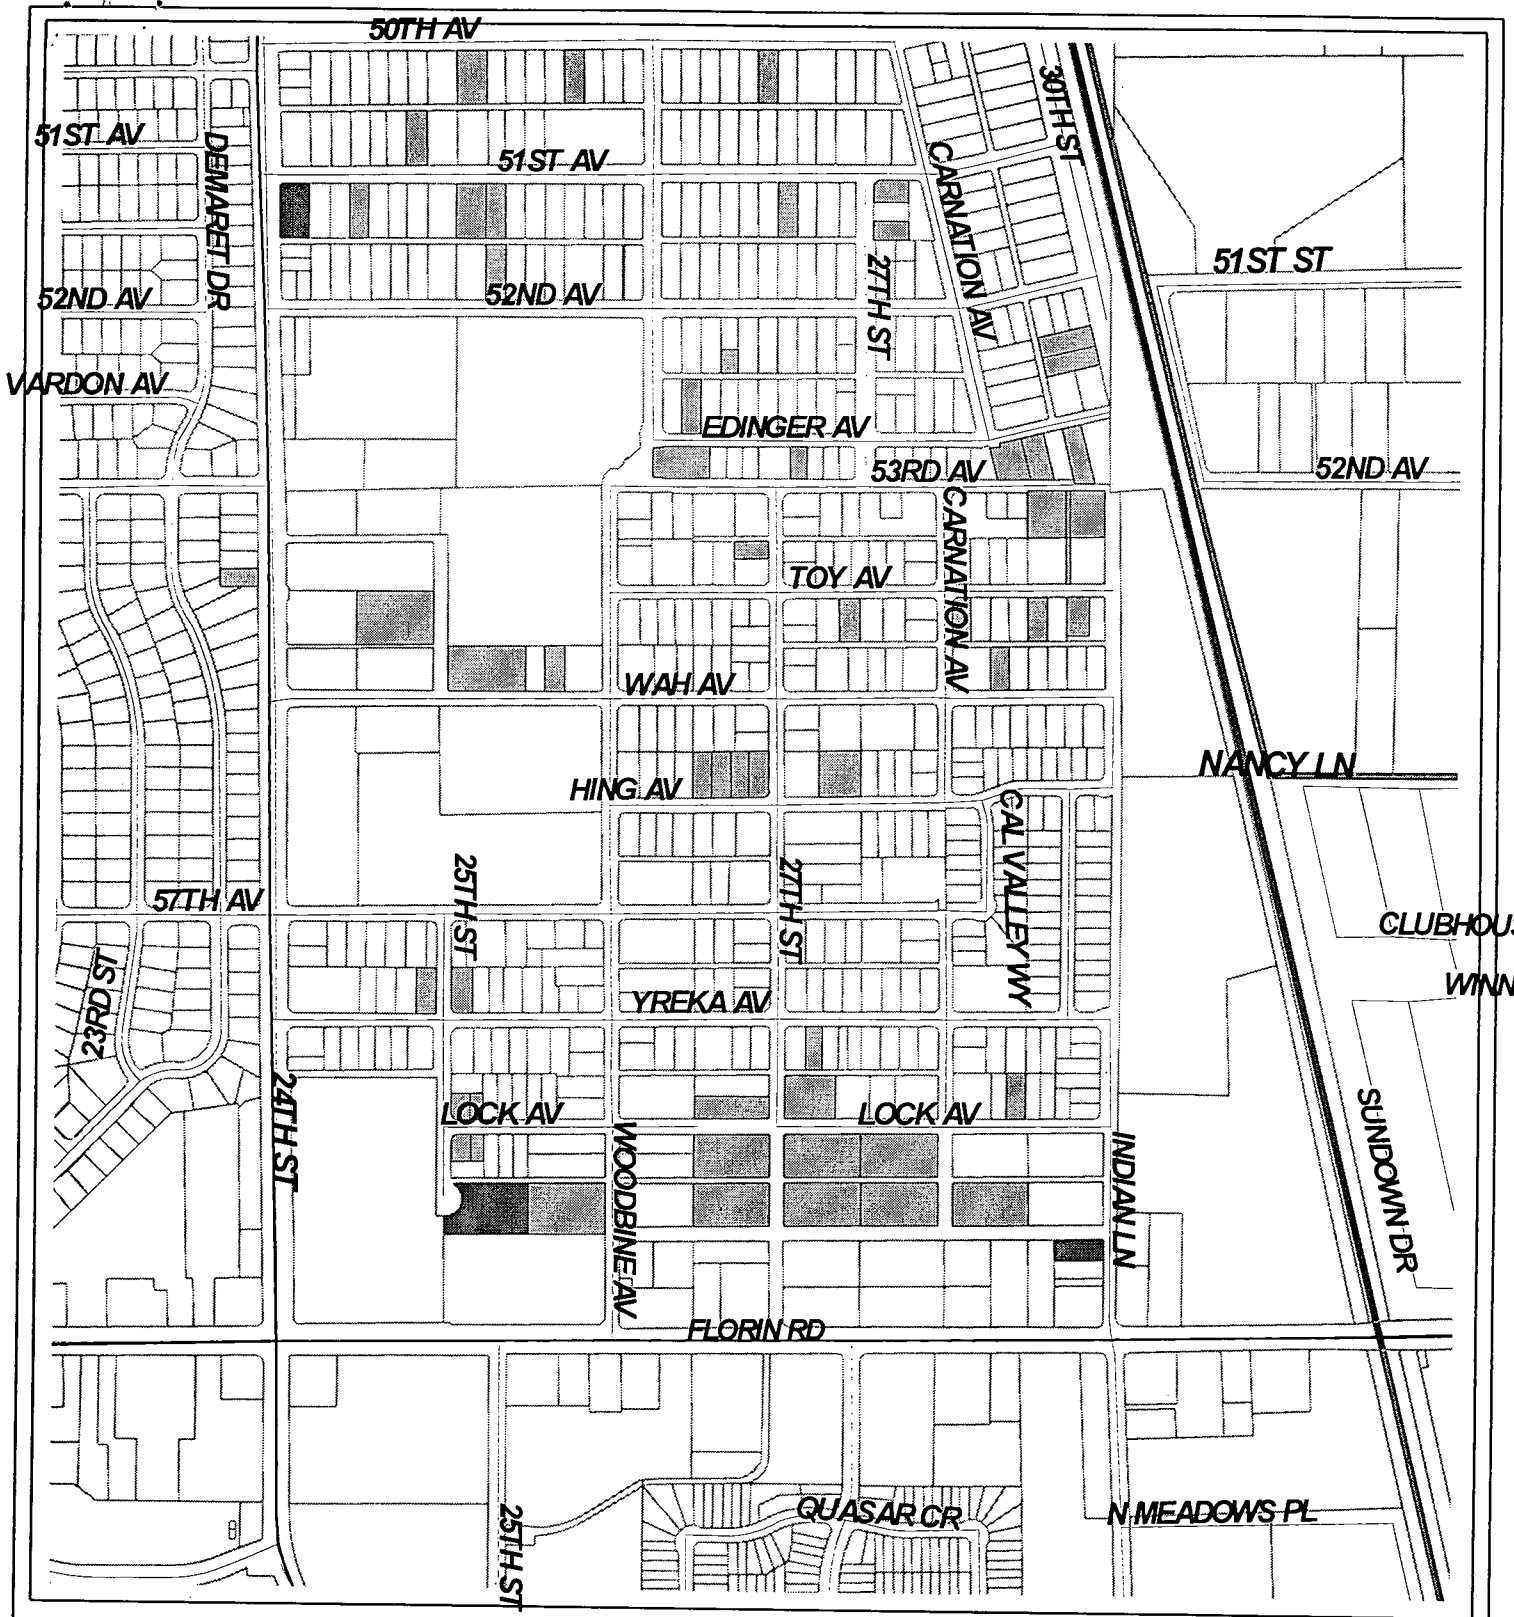 50TH AV
30TH ST
51ST AV
DEMARET DR
51ST AV
CARNATION AV
27TH ST
51ST ST
52ND AV
52ND AV
VARDON AV
EDINGER AV
53RD AV
52ND AV
CARNATION AV
TOY AV
WAH AV
NANCY LN
HING AV
CAL VALLEY WY
25TH ST
27TH ST
57TH AV
CLUBHOUS
23RD ST
WINN
YREKA AV
24TH ST
LOCK AV
LOCK AV
WOODBINE AV
INDIAN LN
SUNDOWN DR
FLORIN RD
25TH ST
QUASAR CR
N MEADOWS PL